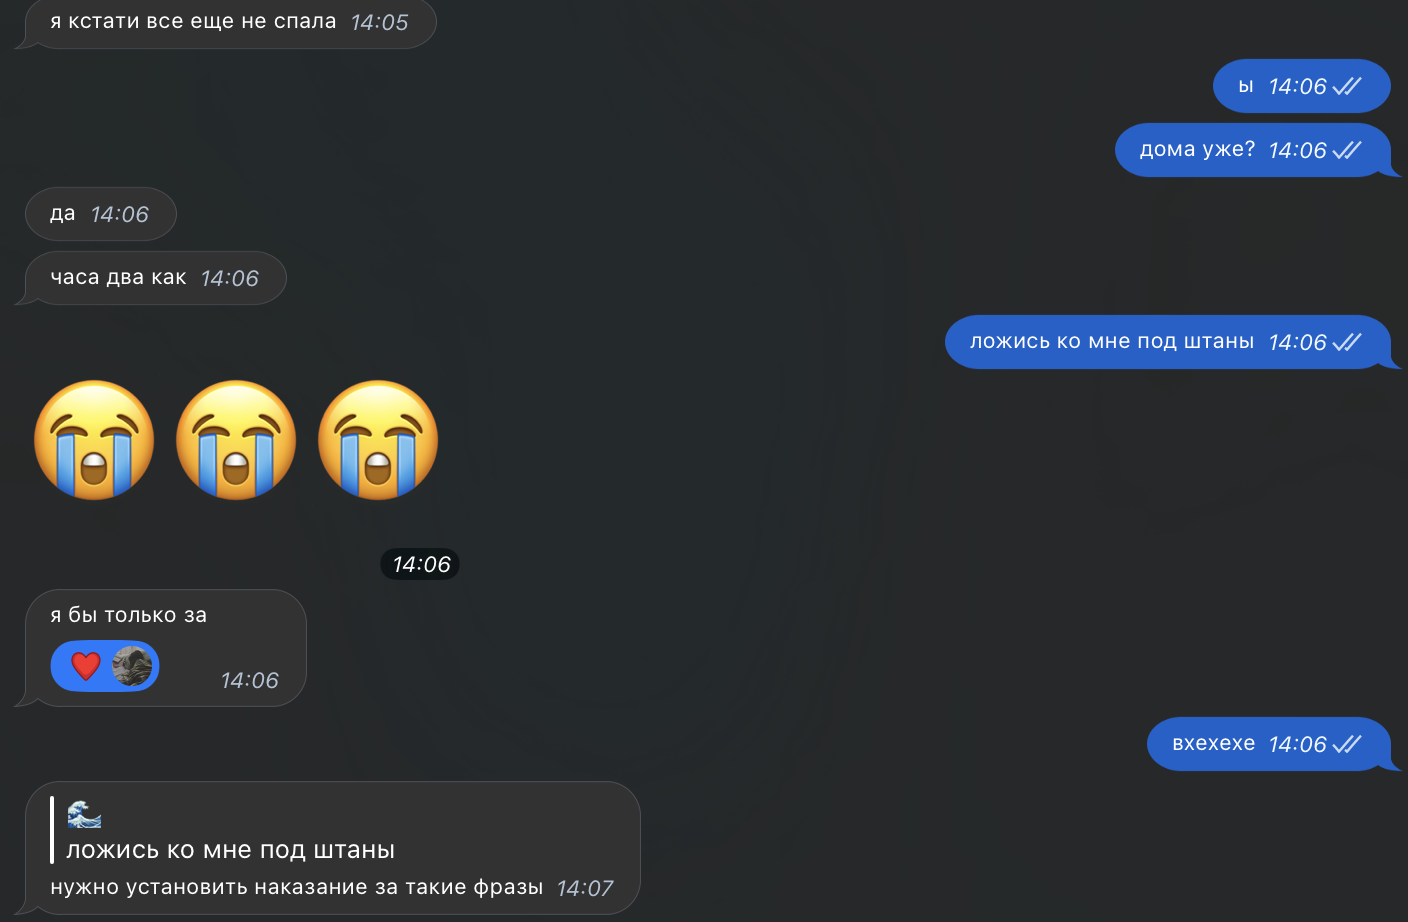 я кстати все еще не спала 14:05
ы 14:06
дома уже? 14:06
да 14:06
часа два как 14:06
ложись ко мне под штаны 14:06
😭😭😭
14:06
я бы только за
❤️ 14:06
вхехехе 14:06
🌊
ложись ко мне под штаны
нужно установить наказание за такие фразы 14:07